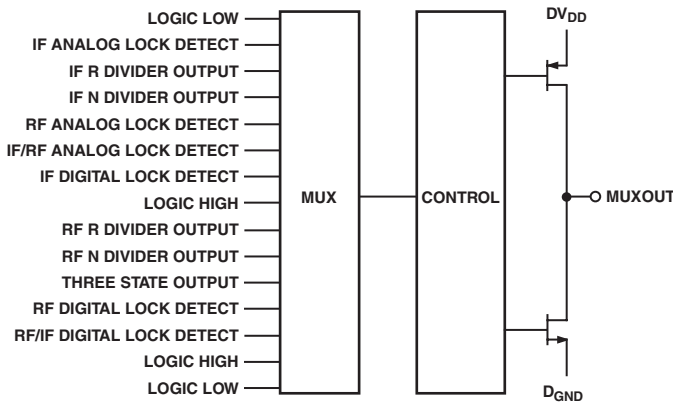 LOGIC LOW
IF ANALOG LOCK DETECT
IF R DIVIDER OUTPUT
IF N DIVIDER OUTPUT
RF ANALOG LOCK DETECT
IF/RF ANALOG LOCK DETECT
IF DIGITAL LOCK DETECT
LOGIC HIGH
RF R DIVIDER OUTPUT
RF N DIVIDER OUTPUT
THREE STATE OUTPUT
RF DIGITAL LOCK DETECT
RF/IF DIGITAL LOCK DETECT
LOGIC HIGH
LOGIC LOW
MUX
CONTROL
DVDD
MUXOUT
DGND